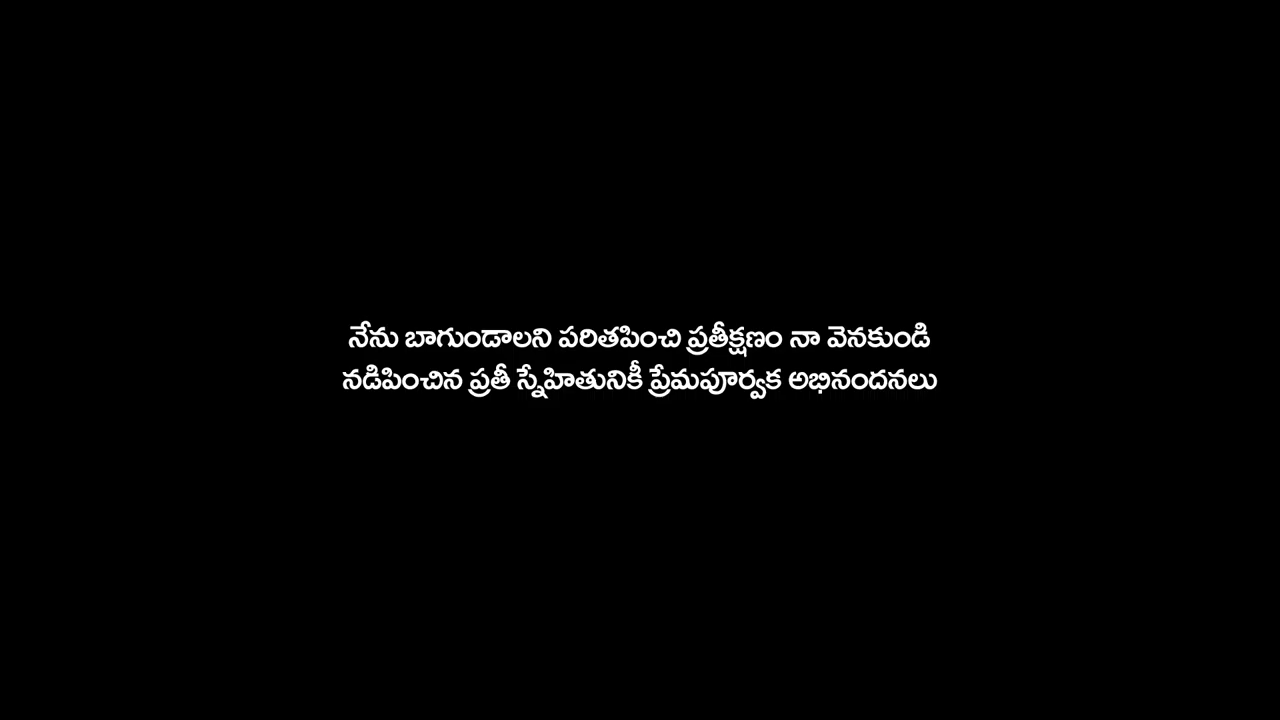 నేను బాగుండాలని పరితపించి ప్రతీక్షణం నా వెనకుండి
నడిపించిన ప్రతీ స్నేహితునికీ ప్రేమపూర్వక అభినందనలు